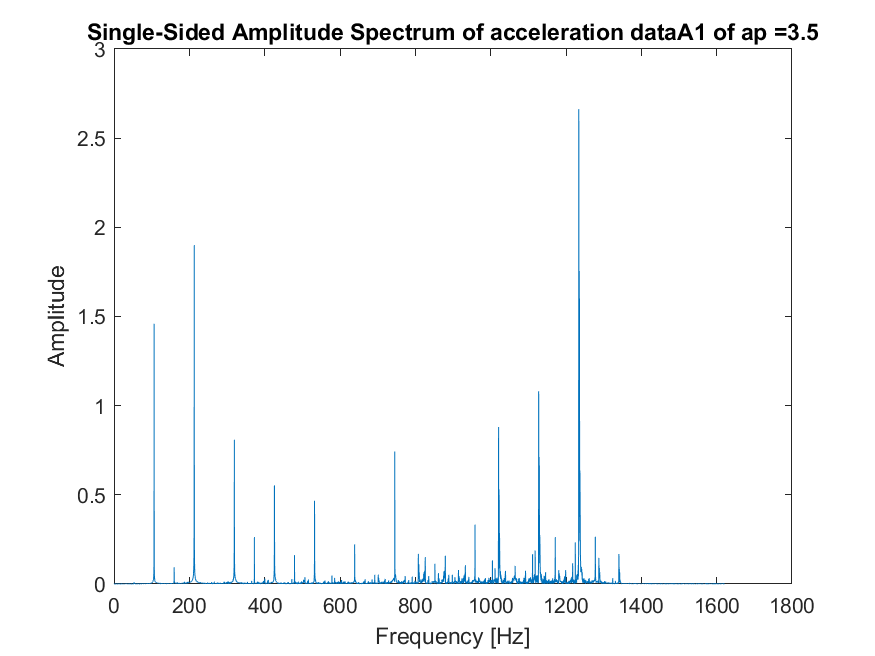 Single-Sided Amplitude Spectrum of acceleration dataA1 of ap =3.5
3
2.5
2
1.5
1
0.5
0
Amplitude
0 200 400 600 800 1000 1200 1400 1600 1800
Frequency [Hz]